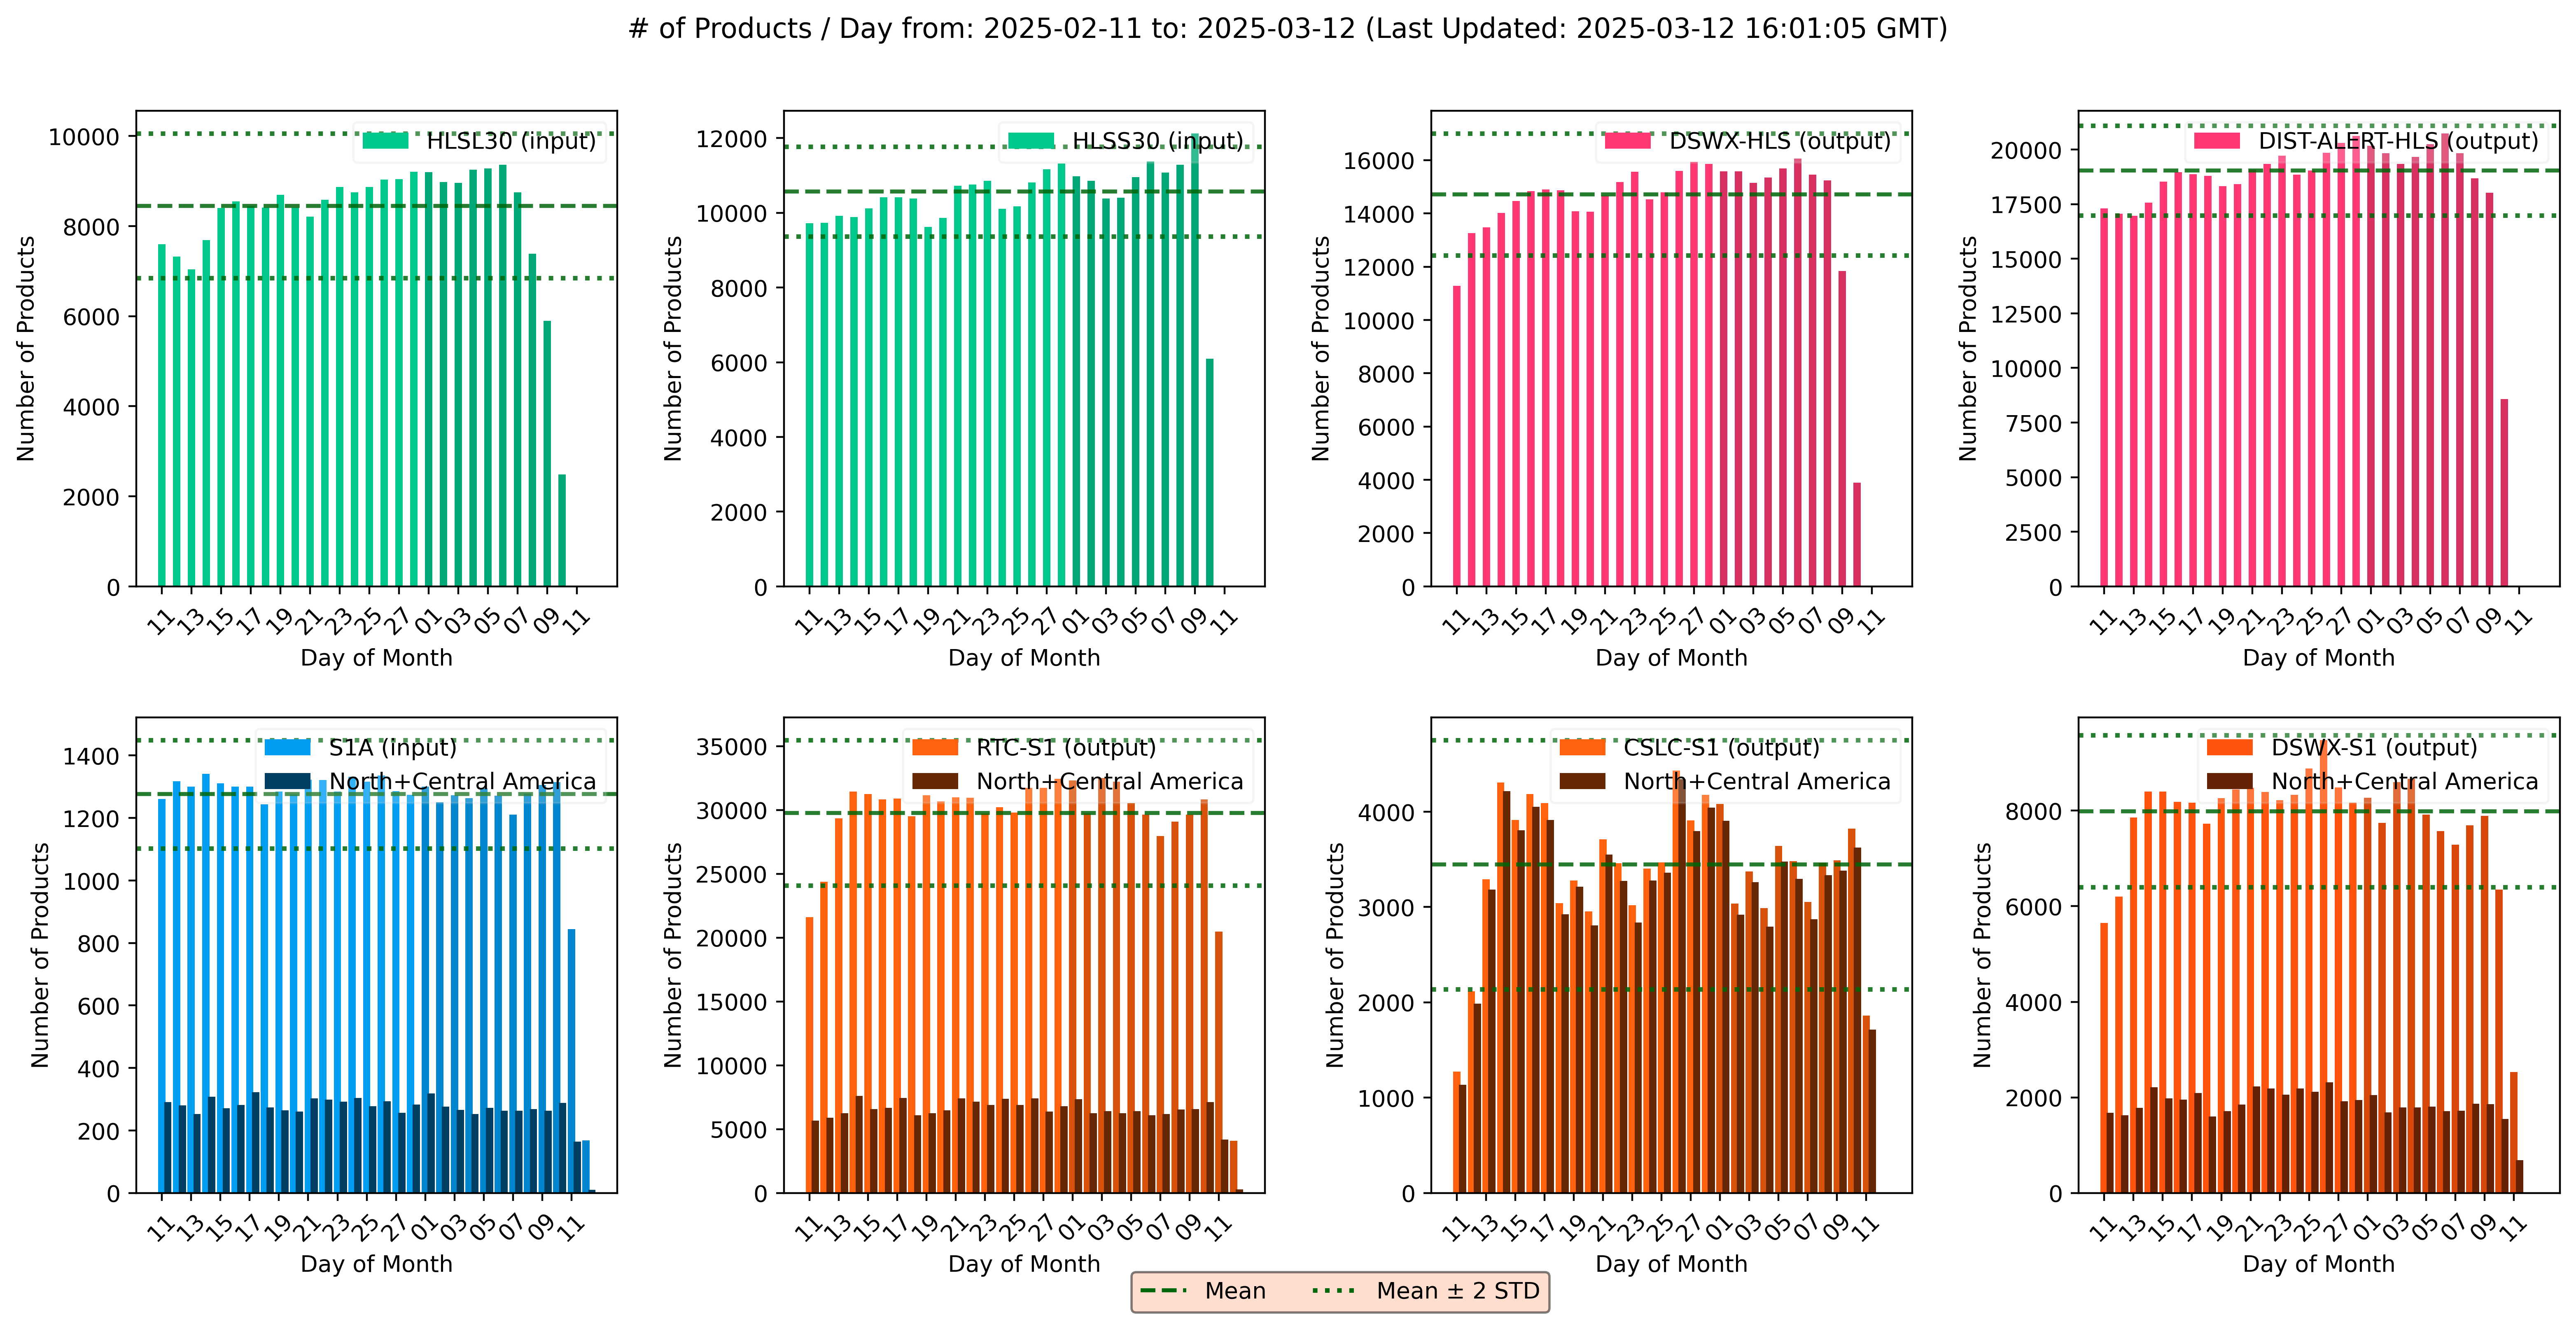 # of Products / Day from: 2025-02-11 to: 2025-03-12 (Last Updated: 2025-03-12 16:01:05 GMT)
HLSL30 (input)
Number of Products
10000
8000
6000
4000
2000
0
11 13 15 17 19 21 23 25 27 01 03 05 07 09 11
Day of Month
HLSS30 (input)
Number of Products
12000
10000
8000
6000
4000
2000
0
11 13 15 17 19 21 23 25 27 01 03 05 07 09 11
Day of Month
DSWX-HLS (output)
Number of Products
16000
14000
12000
10000
8000
6000
4000
2000
0
11 13 15 17 19 21 23 25 27 01 03 05 07 09 11
Day of Month
DIST-ALERT-HLS (output)
Number of Products
20000
17500
15000
12500
10000
7500
5000
2500
0
11 13 15 17 19 21 23 25 27 01 03 05 07 09 11
Day of Month
S1A (input)
North+Central America
Number of Products
1400
1200
1000
800
600
400
200
0
11 13 15 17 19 21 23 25 27 01 03 05 07 09 11
Day of Month
RTC-S1 (output)
North+Central America
Number of Products
35000
30000
25000
20000
15000
10000
5000
0
11 13 15 17 19 21 23 25 27 01 03 05 07 09 11
Day of Month
CSLC-S1 (output)
North+Central America
Number of Products
4000
3000
2000
1000
0
11 13 15 17 19 21 23 25 27 01 03 05 07 09 11
Day of Month
DSWX-S1 (output)
North+Central America
Number of Products
8000
6000
4000
2000
0
11 13 15 17 19 21 23 25 27 01 03 05 07 09 11
Day of Month
Mean
Mean ± 2 STD